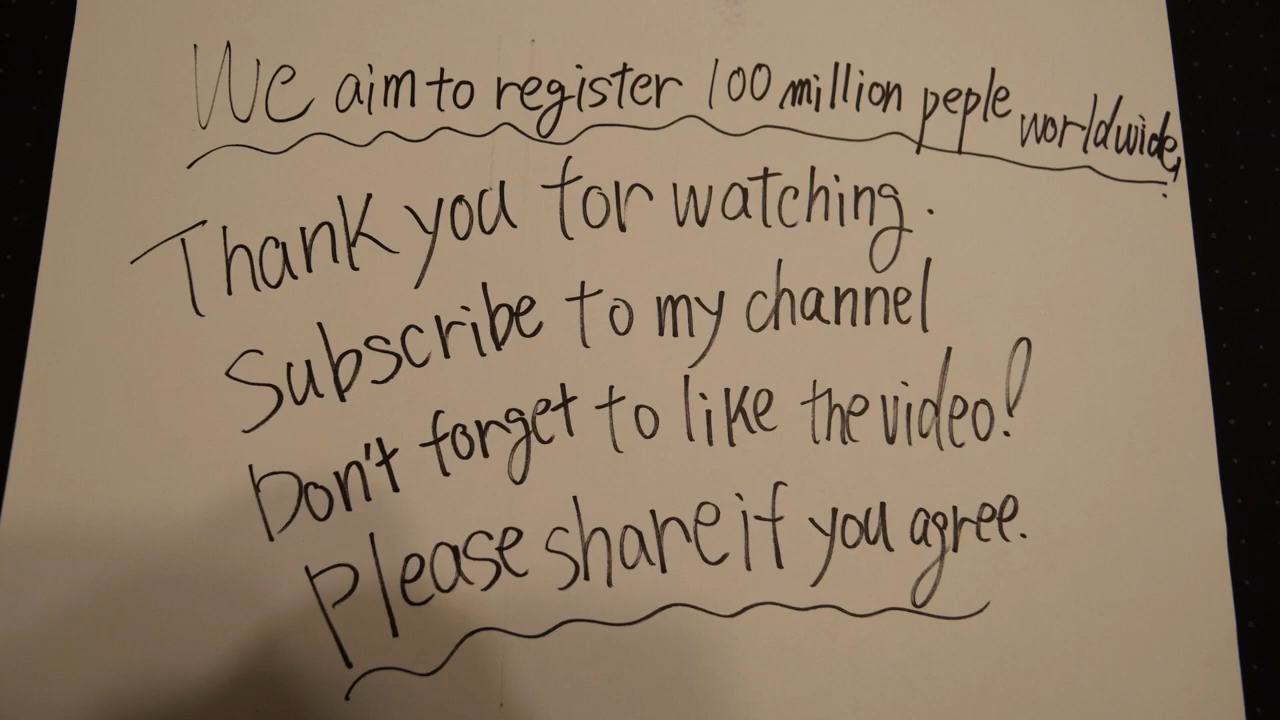 We aim to register 100 million peple worldwide,
Thank you for watching.
Subscribe to my channel
Don't forget to like the video!
Please share if you agree.